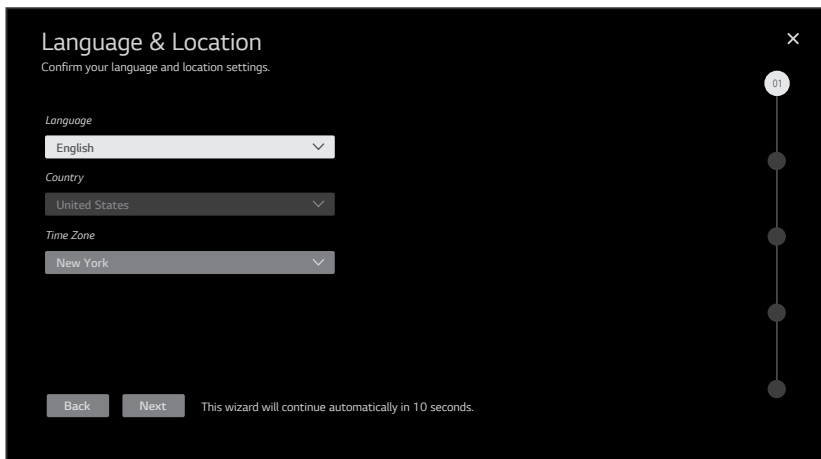 Language & Location
Confirm your language and location settings.
01
Language
English
Country
United States
Time Zone
New York
Back
Next
This wizard will continue automatically in 10 seconds.